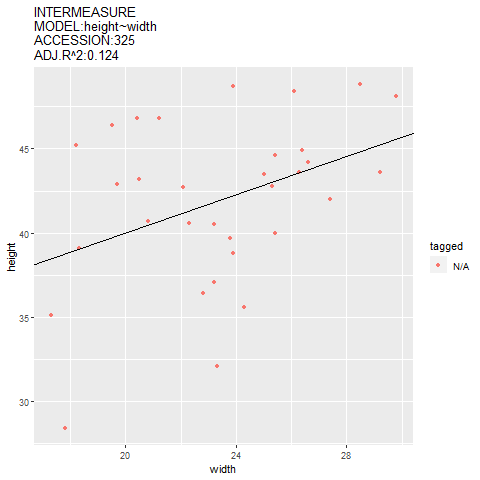 INTERMEASURE
MODEL:height~width
ACCESSION:325
ADJ.R^2:0.124
45
40
35
30
height
20
24
28
width
tagged
N/A